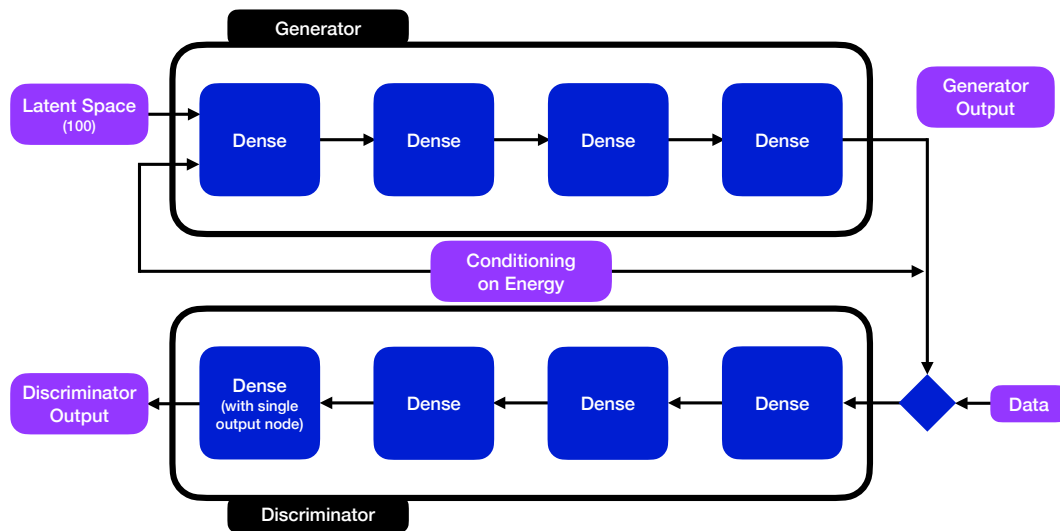 Generator
Latent Space
(100)
Dense
Dense
Dense
Dense
Generator
Output
Conditioning
on Energy
Discriminator
Output
Dense
(with single
output node)
Dense
Dense
Dense
Data
Discriminator